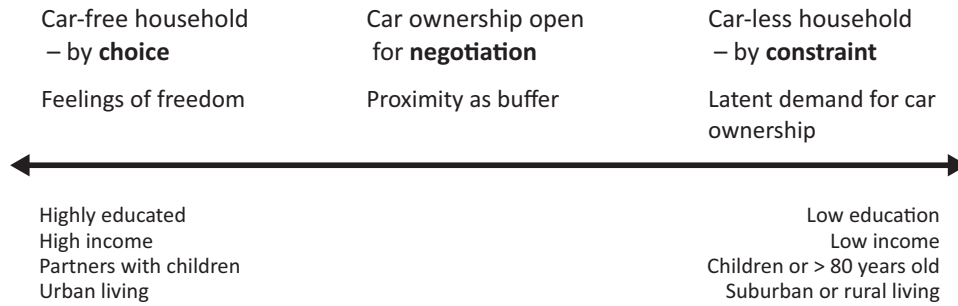 Car-free household
– by choice
Feelings of freedom
Car ownership open
for negotiation
Proximity as buffer
Car-less household
– by constraint
Latent demand for car
ownership
Highly educated
High income
Partners with children
Urban living
Low education
Low income
Children or > 80 years old
Suburban or rural living